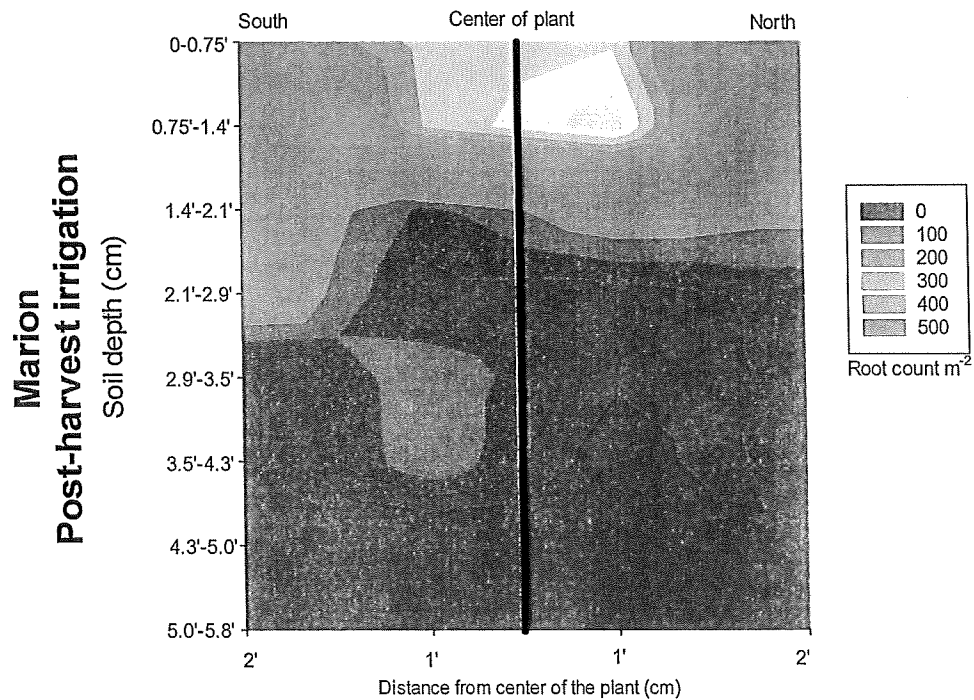 South
Center of plant
North
Marion
Post-harvest irrigation
Soil depth (cm)
0-0.75'
0.75'-1.4'
1.4'-2.1'
2.1'-2.9'
2.9'-3.5'
3.5'-4.3'
4.3'-5.0'
5.0'-5.8'
2'
1'
1'
2'
Distance from center of the plant (cm)
0
100
200
300
400
500
Root count m⁻²